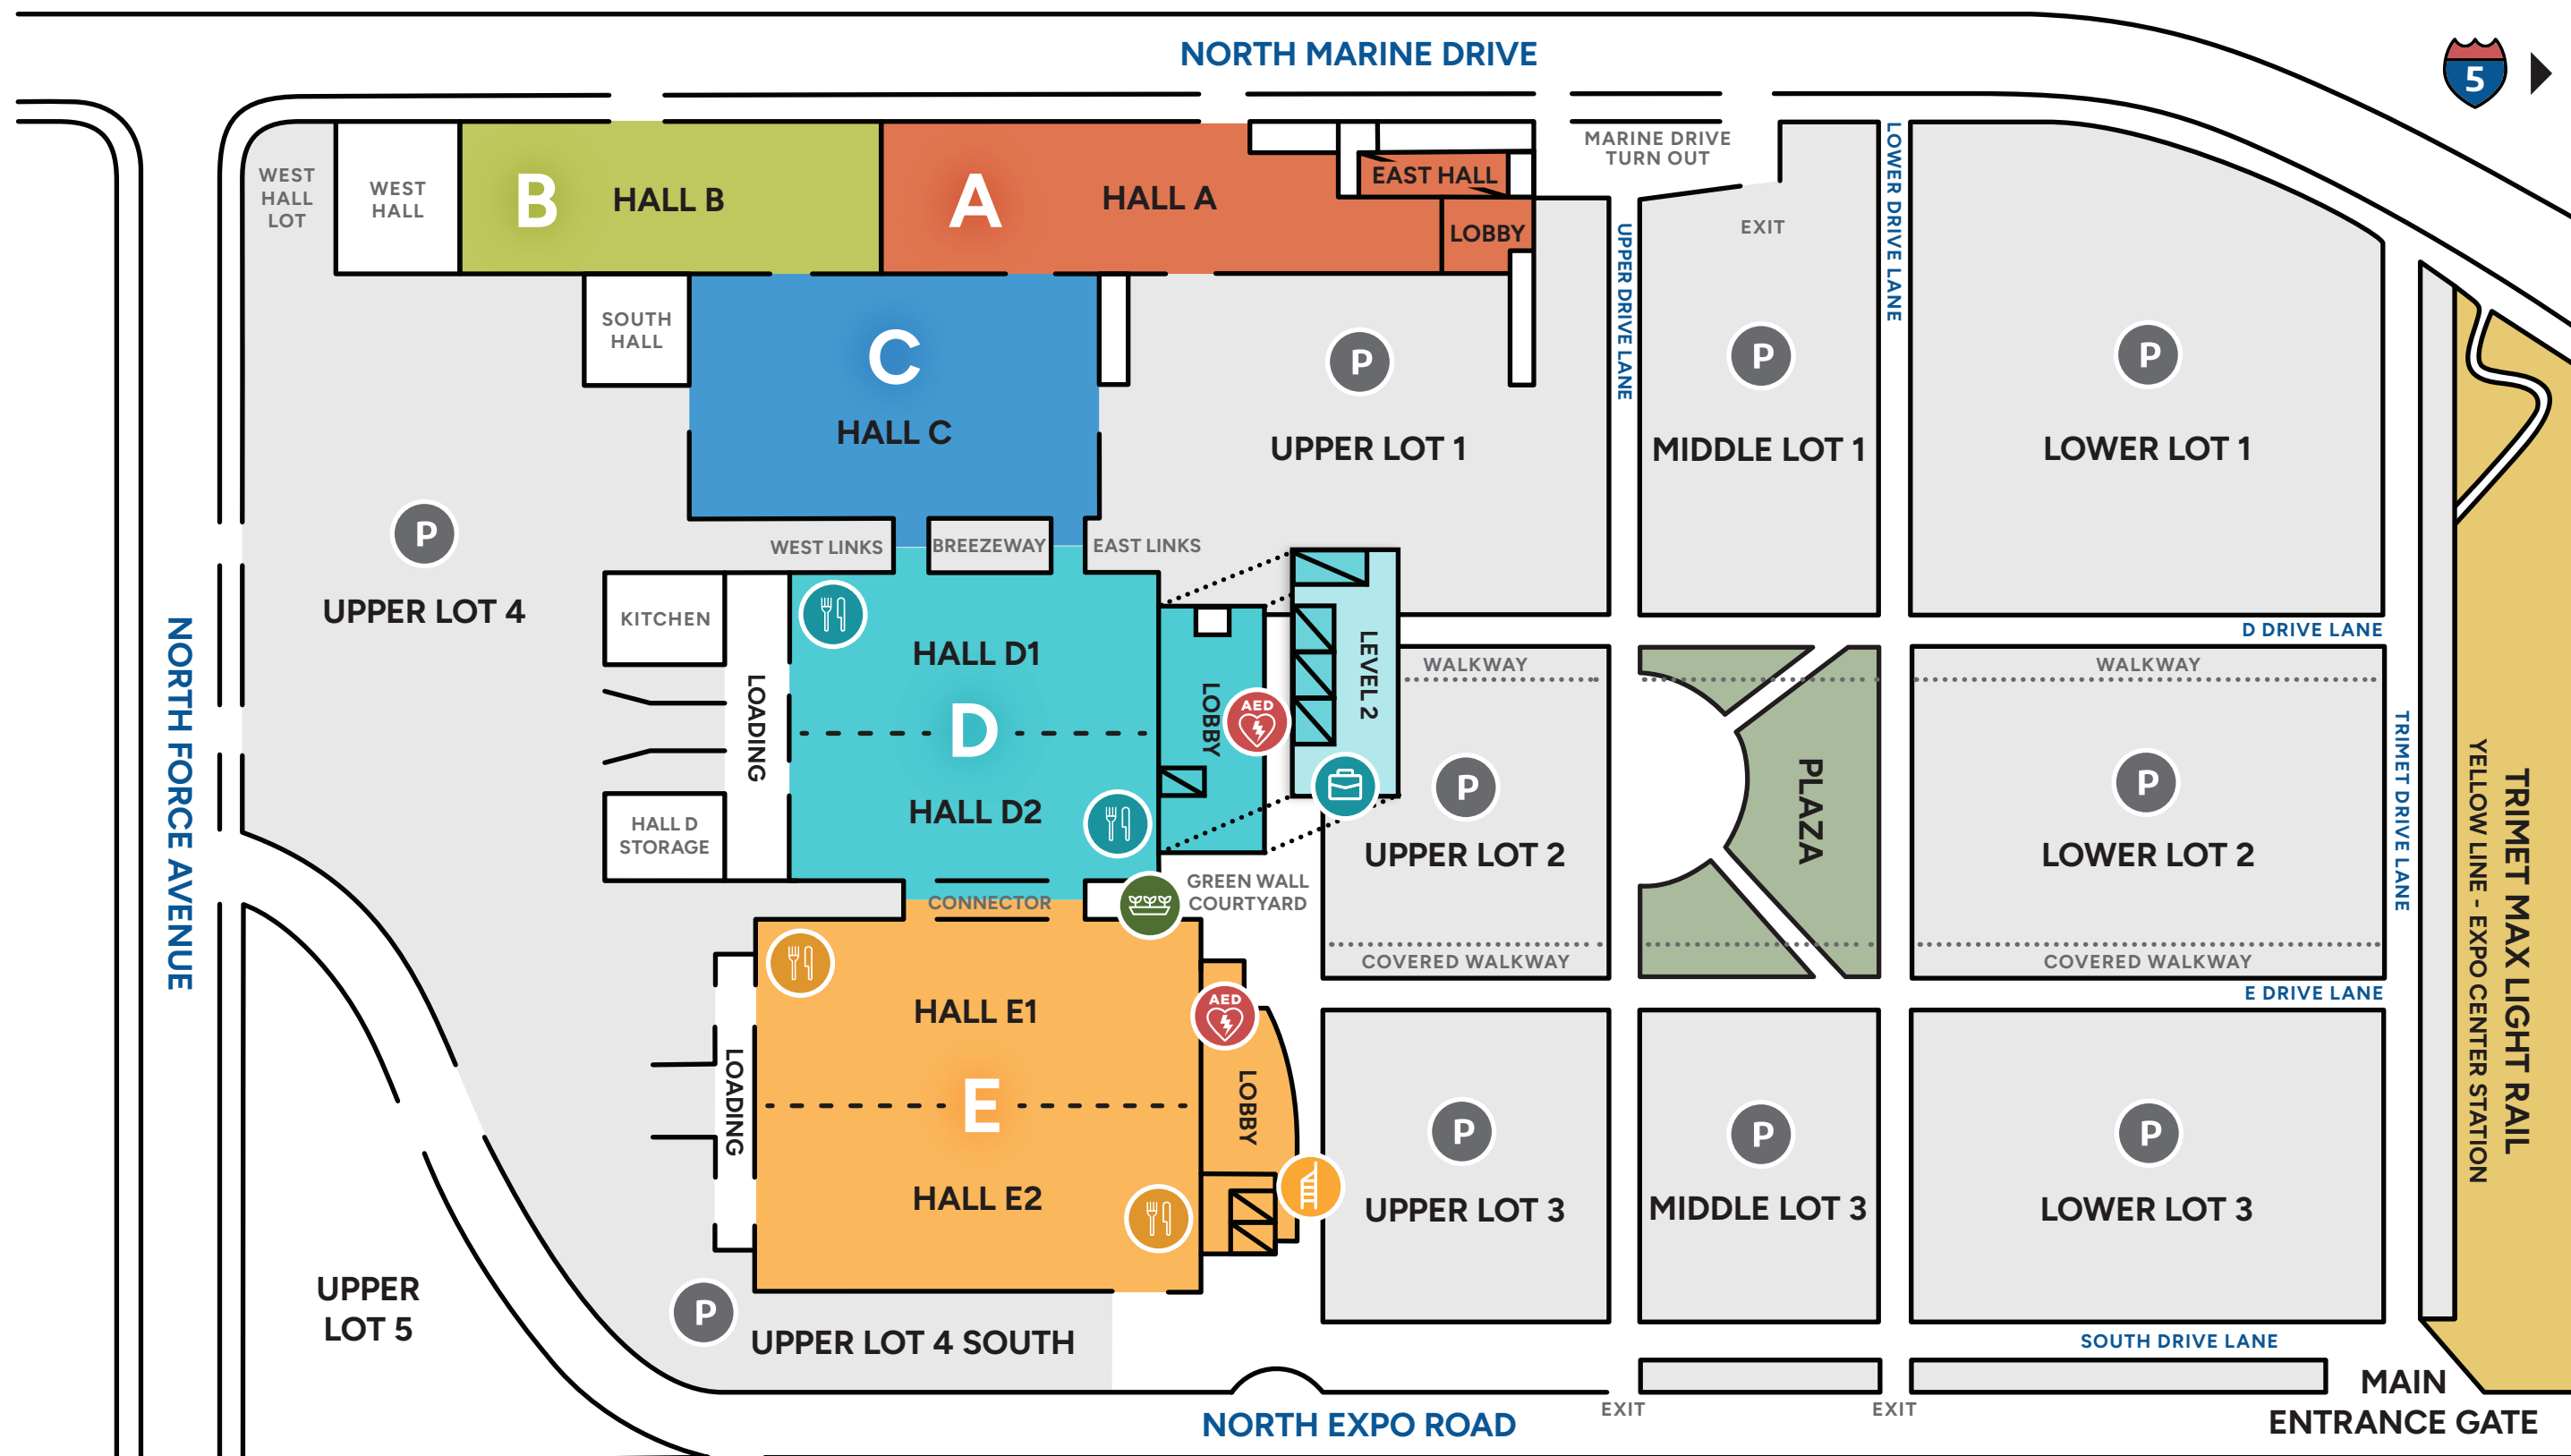 NORTH MARINE DRIVE
5
MARINE DRIVE
TURN OUT
WEST
HALL
LOT
WEST
HALL
B
HALL B
A
HALL A
EAST HALL
LOBBY
EXIT
UPPER DRIVE LANE
LOWER DRIVE LANE
SOUTH
HALL
C
HALL C
P
UPPER LOT 1
P
MIDDLE LOT 1
P
LOWER LOT 1
P
UPPER LOT 4
WEST LINKS
BREEZEWAY
EAST LINKS
KITCHEN
LOADING
HALL D
STORAGE
HALL D1
D
HALL D2
LOBBY
AED
LEVEL 2
D DRIVE LANE
WALKWAY
P
UPPER LOT 2
COVERED WALKWAY
PLAZA
WALKWAY
P
LOWER LOT 2
COVERED WALKWAY
TRIMET DRIVE LANE
TRIMET MAX LIGHT RAIL
YELLOW LINE - EXPO CENTER STATION
NORTH FORCE AVENUE
CONNECTOR
GREEN WALL
COURTYARD
E DRIVE LANE
LOADING
HALL E1
E
HALL E2
AED
LOBBY
P
UPPER LOT 3
P
MIDDLE LOT 3
P
LOWER LOT 3
UPPER
LOT 5
P
UPPER LOT 4 SOUTH
SOUTH DRIVE LANE
NORTH EXPO ROAD
EXIT
EXIT
MAIN
ENTRANCE GATE